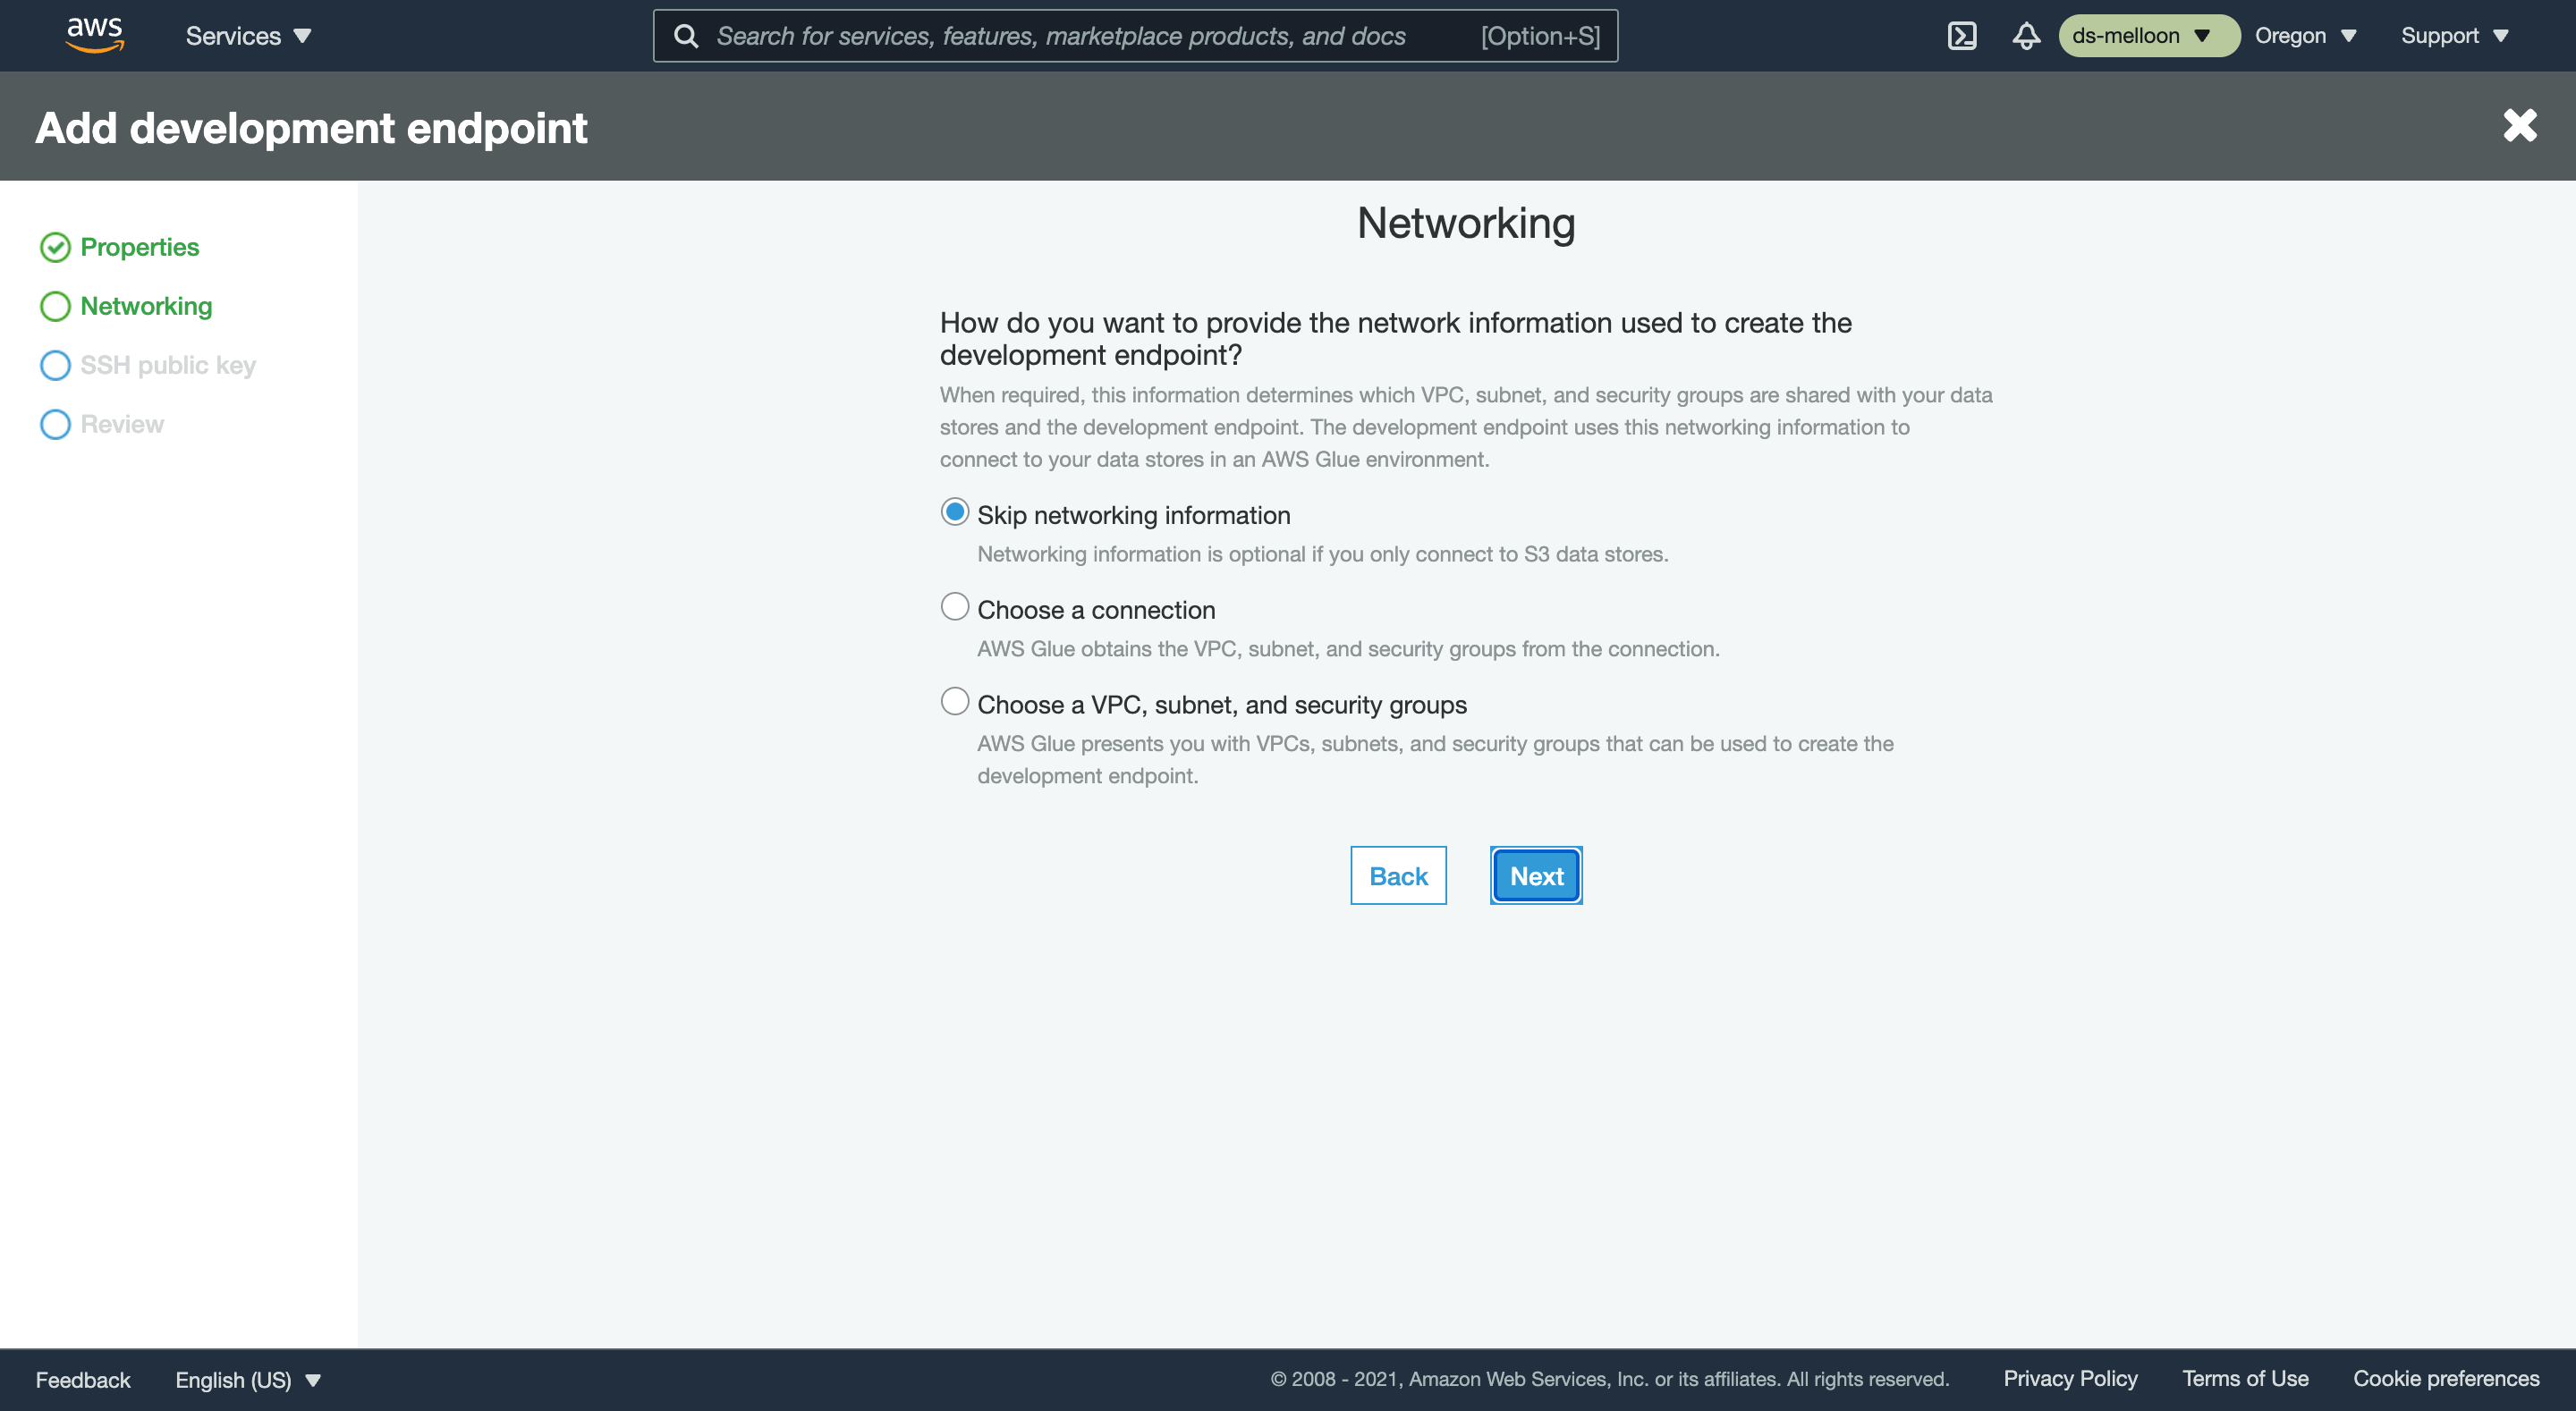 aws
Services
Search for services, features, marketplace products, and docs
[Option+S]
ds-melloon
Oregon
Support
Add development endpoint
Properties
Networking
SSH public key
Review
Networking
How do you want to provide the network information used to create the
development endpoint?
When required, this information determines which VPC, subnet, and security groups are shared with your data
stores and the development endpoint. The development endpoint uses this networking information to
connect to your data stores in an AWS Glue environment.
Skip networking information
Networking information is optional if you only connect to S3 data stores.
Choose a connection
AWS Glue obtains the VPC, subnet, and security groups from the connection.
Choose a VPC, subnet, and security groups
AWS Glue presents you with VPCs, subnets, and security groups that can be used to create the
development endpoint.
Back
Next
Feedback
English (US)
© 2008 - 2021, Amazon Web Services, Inc. or its affiliates. All rights reserved.
Privacy Policy
Terms of Use
Cookie preferences